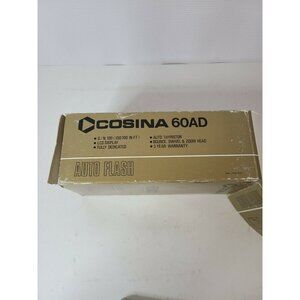 COSINA 60AD
• G/N 100 (ISO 100 IN FT)
• LCD DISPLAY
• FULLY DEDICATED
• AUTO THYRISTOR
• BOUNCE, SWIVEL & ZOOM HEAD
• 3 YEAR WARRANTY
AUTO FLASH